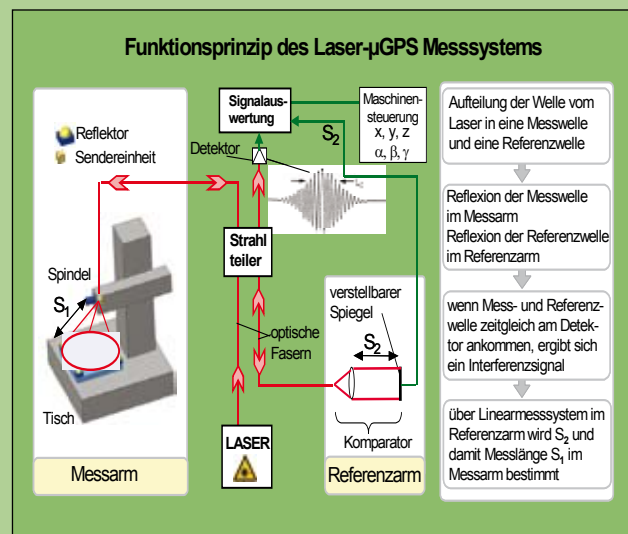 Funktionsprinzip des Laser-µGPS Messsystems
Reflektor
Sendereinheit
Spindel
S1
Tisch
Messarm
Signalaus-
wertung
Maschinen-
steuerung
x, y, z
α, β, γ
S2
Detektor
Strahl
teiler
optische
Fasern
LASER
verstellbarer
Spiegel
S2
Komparator
Referenzarm
Aufteilung der Welle vom
Laser in eine Messwelle
und eine Referenzwelle
Reflexion der Messwelle
im Messarm
Reflexion der Referenzwelle
im Referenzarm
wenn Mess- und Referenz-
welle zeitgleich am Detek-
tor ankommen, ergibt sich
ein Interferenzsignal
über Linearmesssystem im
Referenzarm wird S2 und
damit Messlänge S1 im
Messarm bestimmt